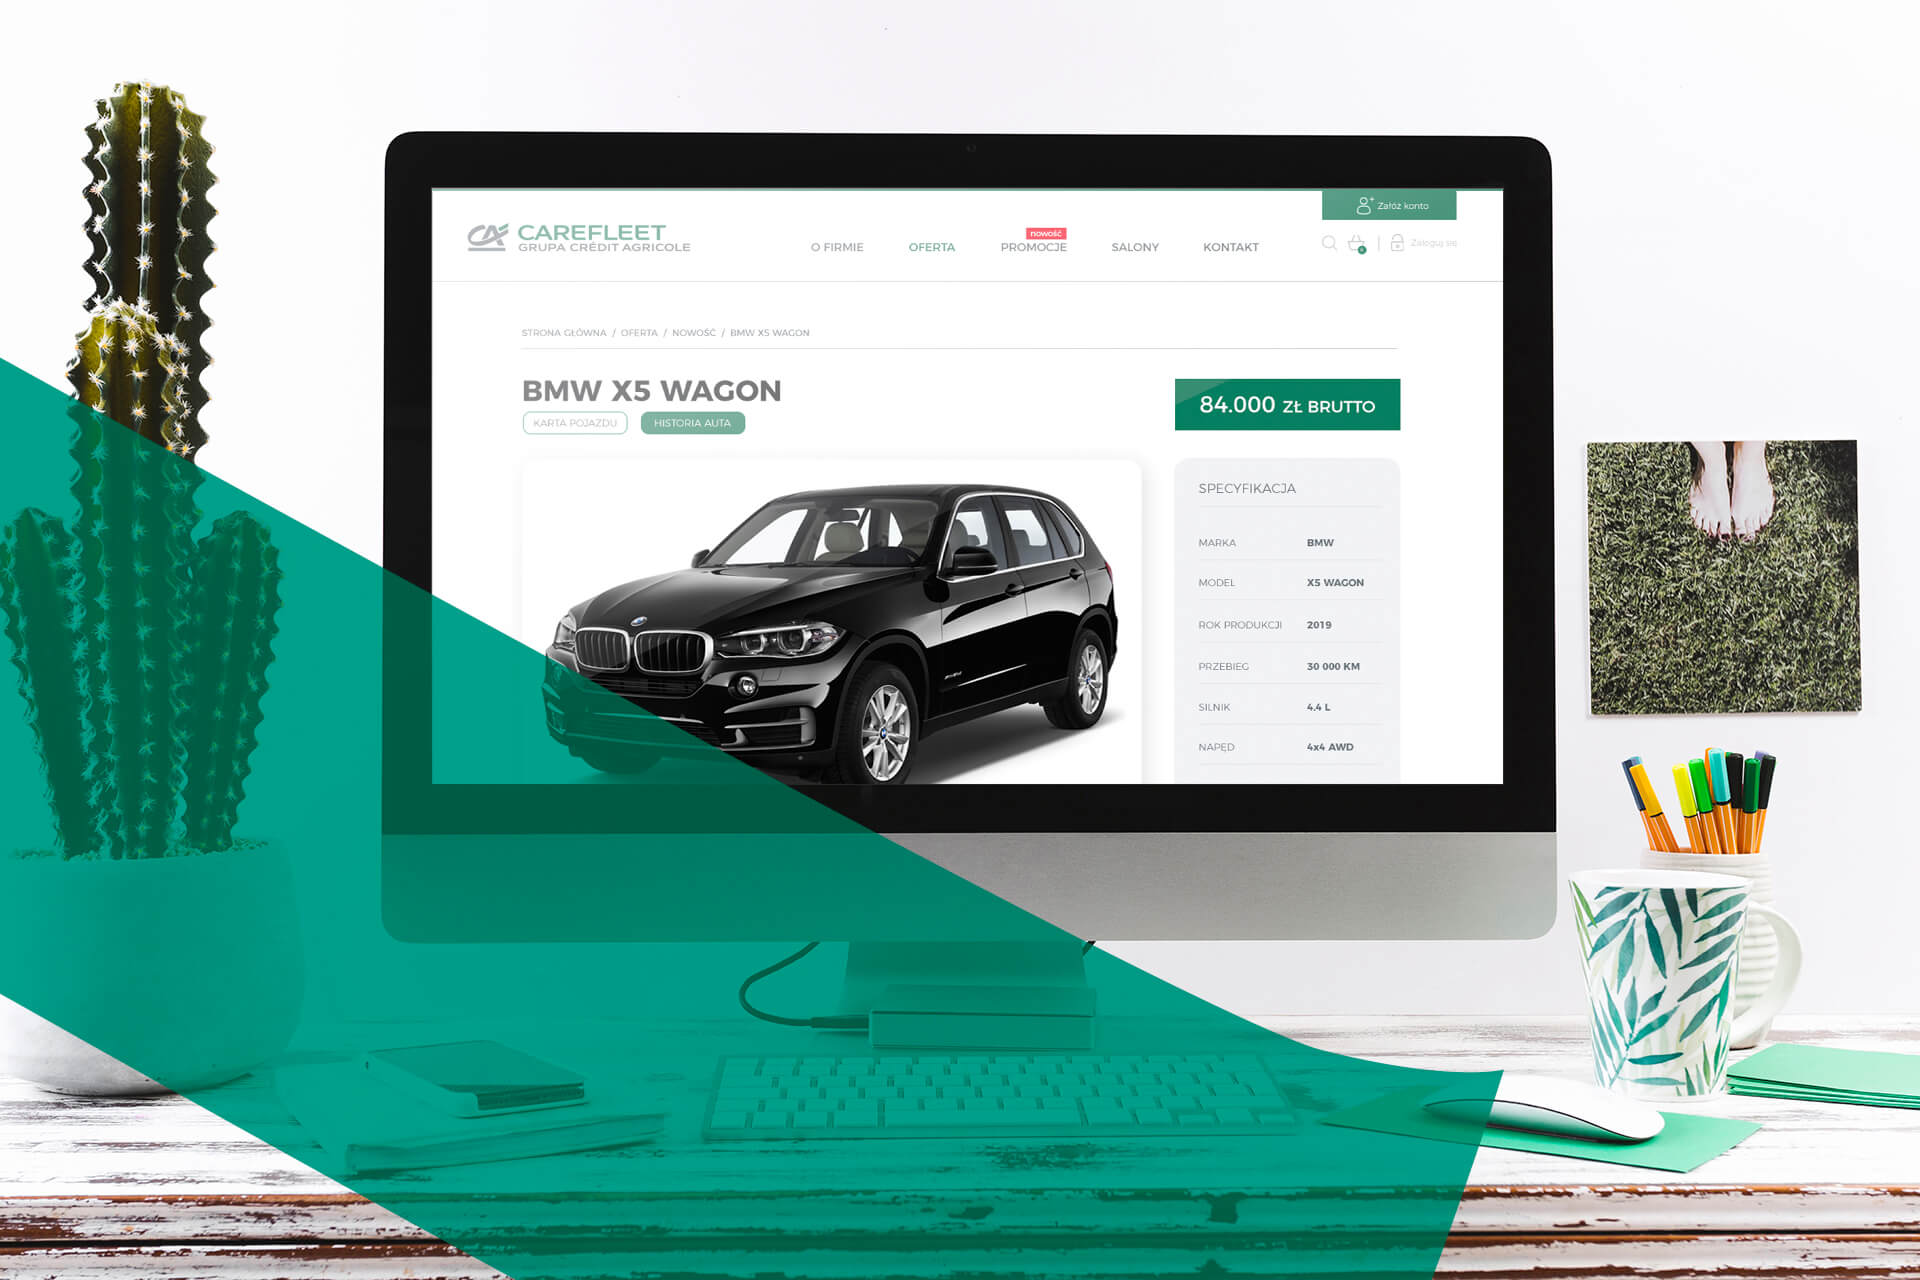 Załóż konto
CAREFLEET
GRUPA CRÉDIT AGRICOLE
O FIRMIE
OFERTA
nowość
PROMOCJE
SALONY
KONTAKT
Zaloguj się
STRONA GŁÓWNA / OFERTA / NOWOŚĆ / BMW X5 WAGON
BMW X5 WAGON
84.000 ZŁ BRUTTO
KARTA POJAZDU
HISTORIA AUTA
SPECYFIKACJA
MARKA BMW
MODEL X5 WAGON
ROK PRODUKCJI 2019
PRZEBIEG 30 000 KM
SILNIK 4.4 L
NAPĘD 4x4 AWD